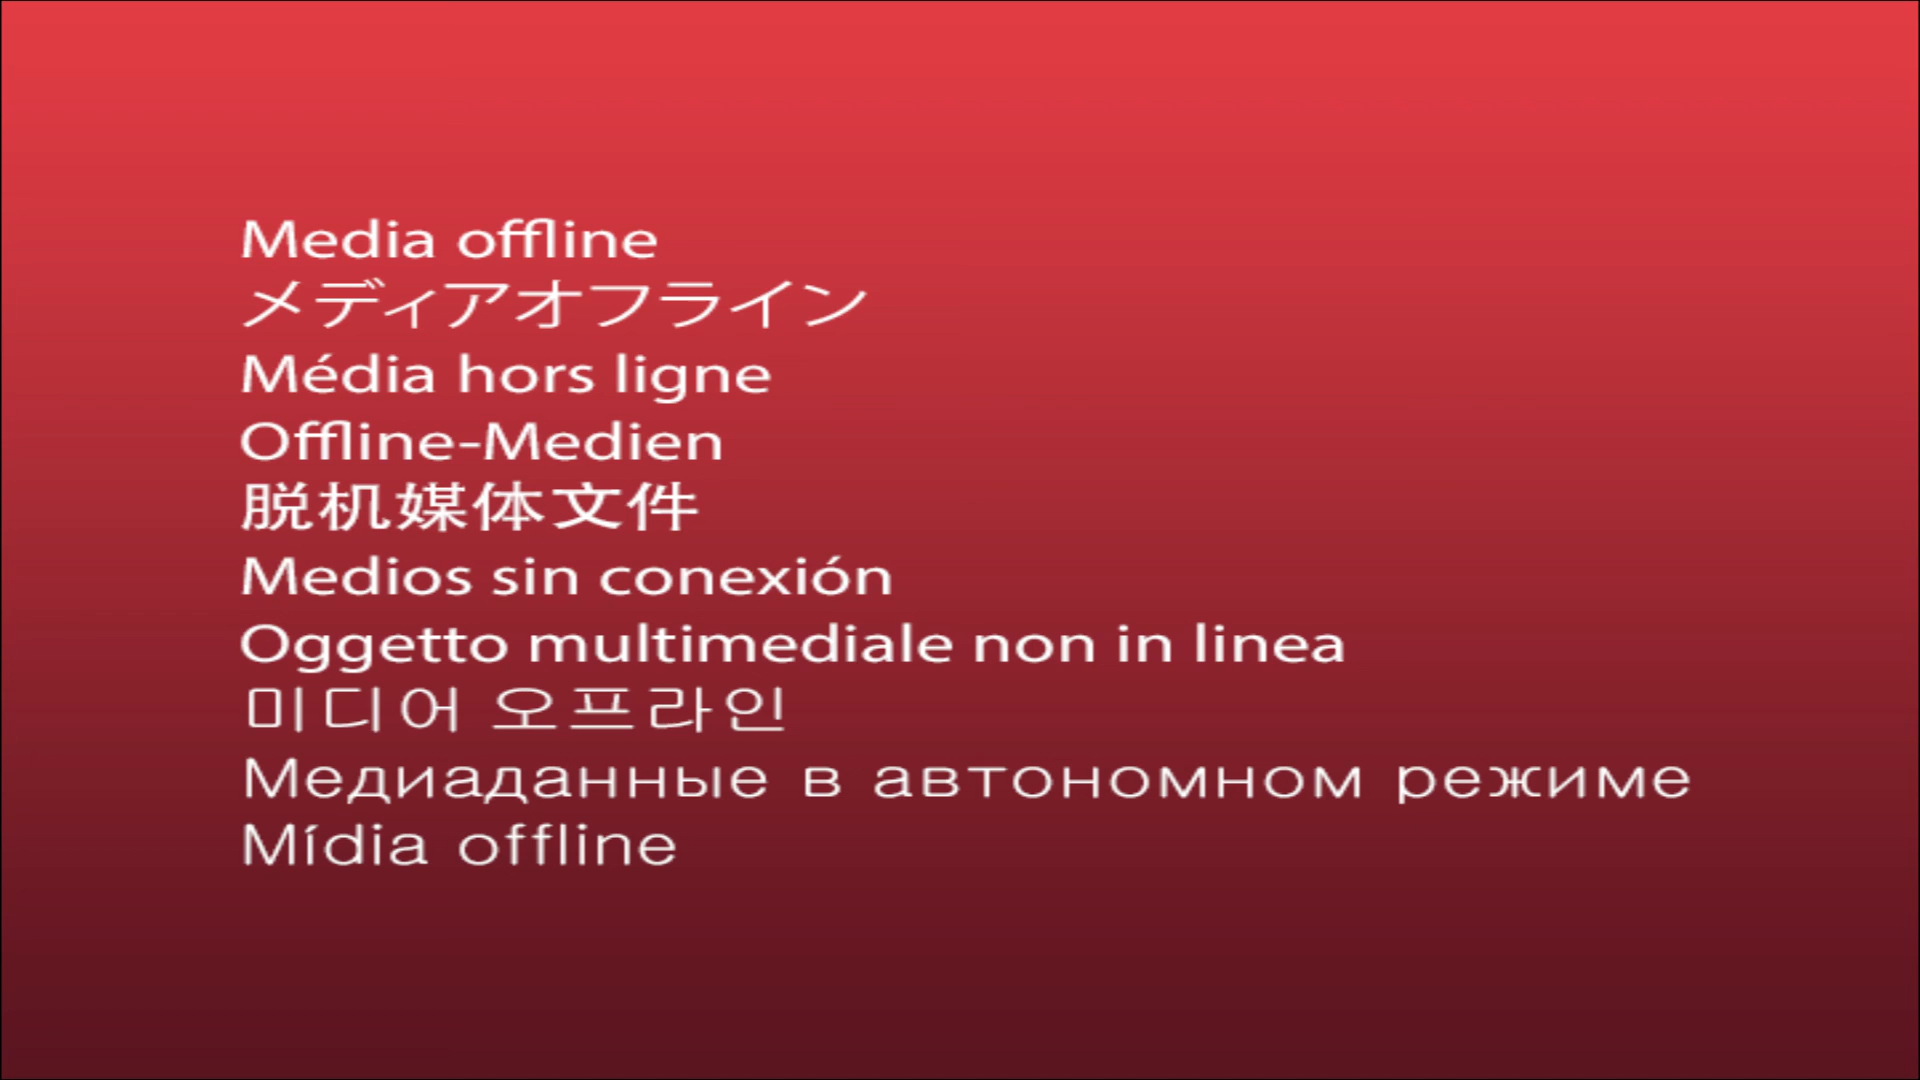 Media offline
メディアオフライン
Média hors ligne
Offline-Medien
脱机媒体文件
Medios sin conexión
Oggetto multimediale non in linea
미디어 오프라인
Медиаданные в автономном режиме
Mídia offline